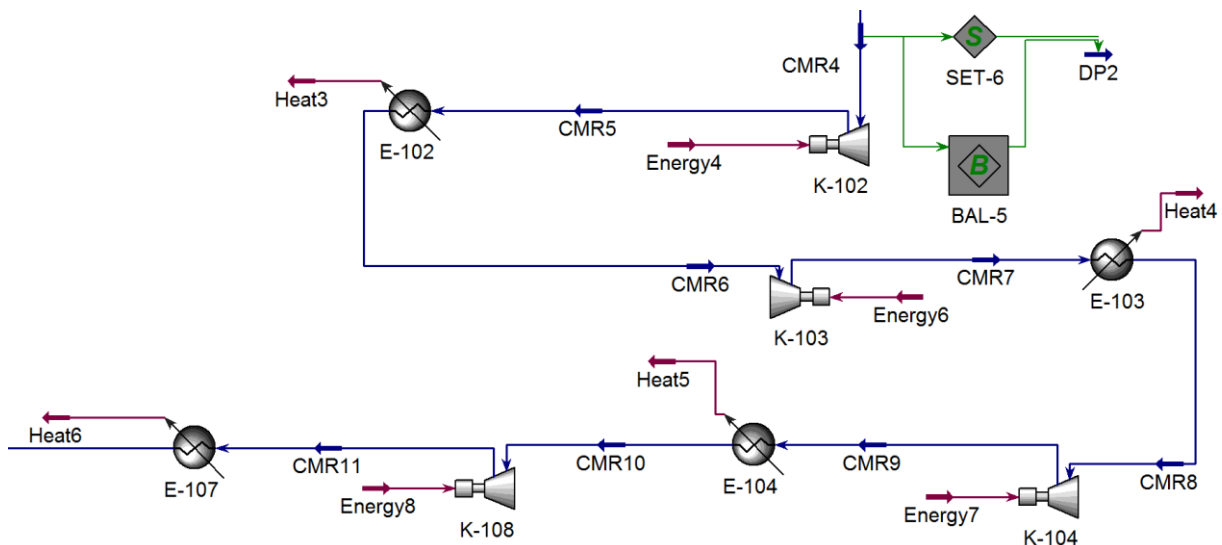 CMR4
S
SET-6
DP2
Heat3
E-102
CMR5
Energy4
K-102
B
BAL-5
Heat4
CMR6
K-103
Energy6
CMR7
E-103
Heat5
Heat6
E-107
CMR11
Energy8
K-108
CMR10
E-104
CMR9
Energy7
K-104
CMR8